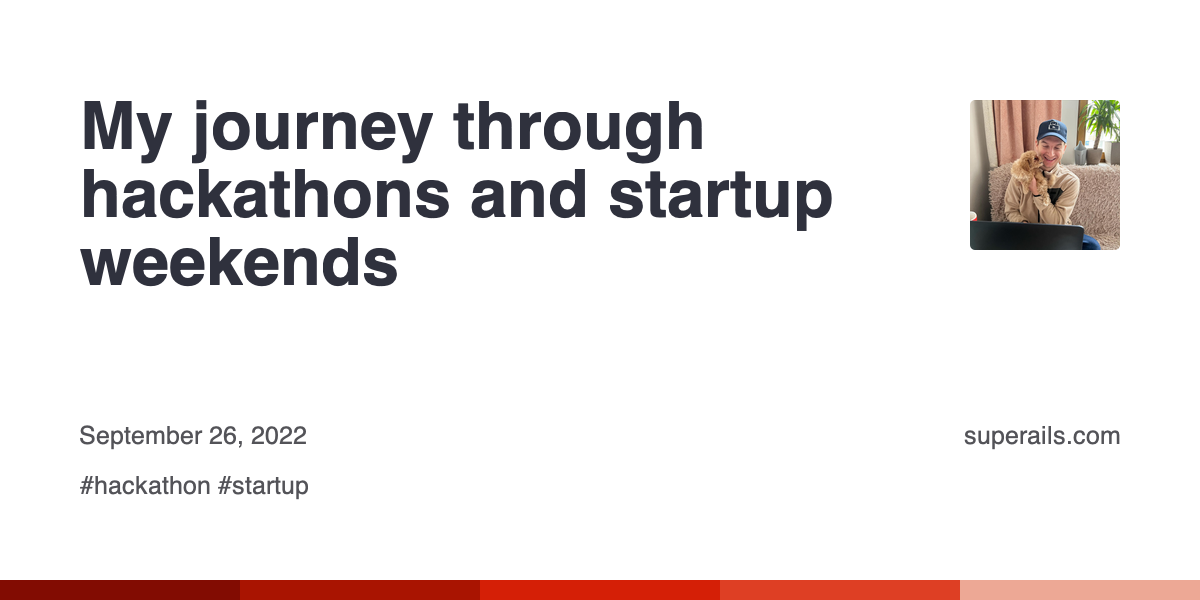 My journey through
hackathons and startup
weekends
September 26, 2022
superails.com
#hackathon #startup